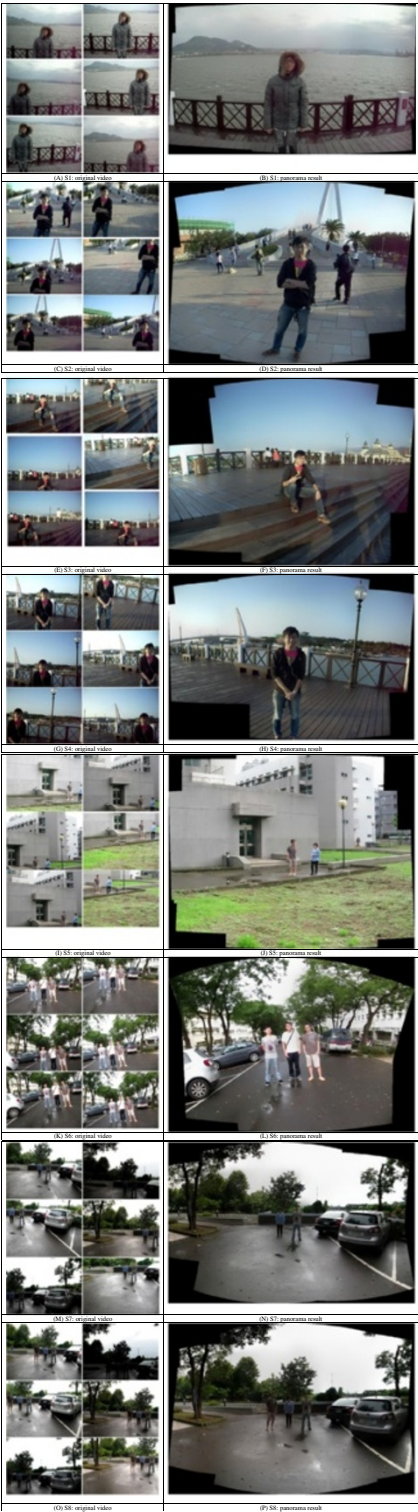 (A) S1: original video
(B) S1: panorama result
(C) S2: original video
(D) S2: panorama result
(E) S3: original video
(F) S3: panorama result
(G) S4: original video
(H) S4: panorama result
(I) S5: original video
(J) S5: panorama result
(K) S6: original video
(L) S6: panorama result
(M) S7: original video
(N) S7: panorama result
(O) S8: original video
(P) S8: panorama result